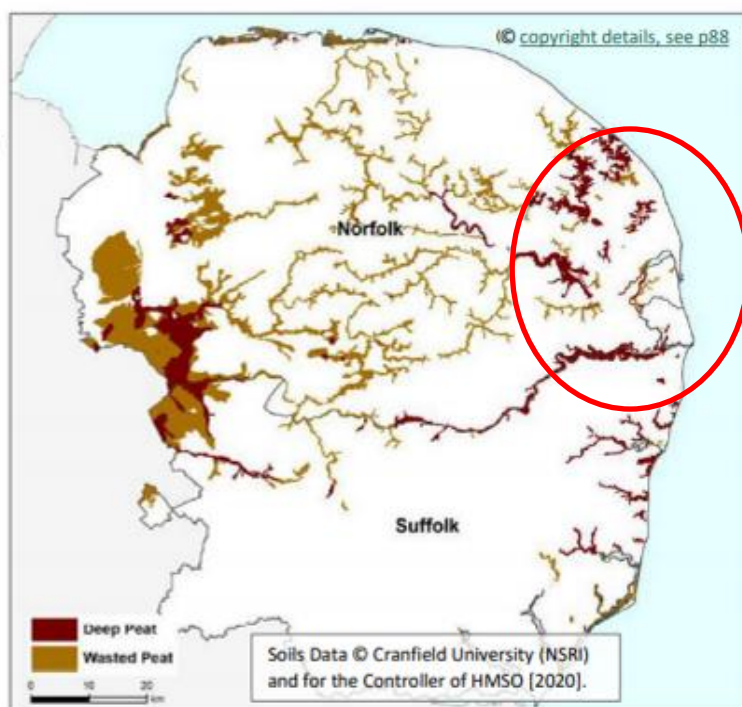 © copyright details, see p88
Norfolk
Suffolk
Deep Peat
Wasted Peat
0 10 20
km
Soils Data © Cranfield University (NSRI)
and for the Controller of HMSO [2020].